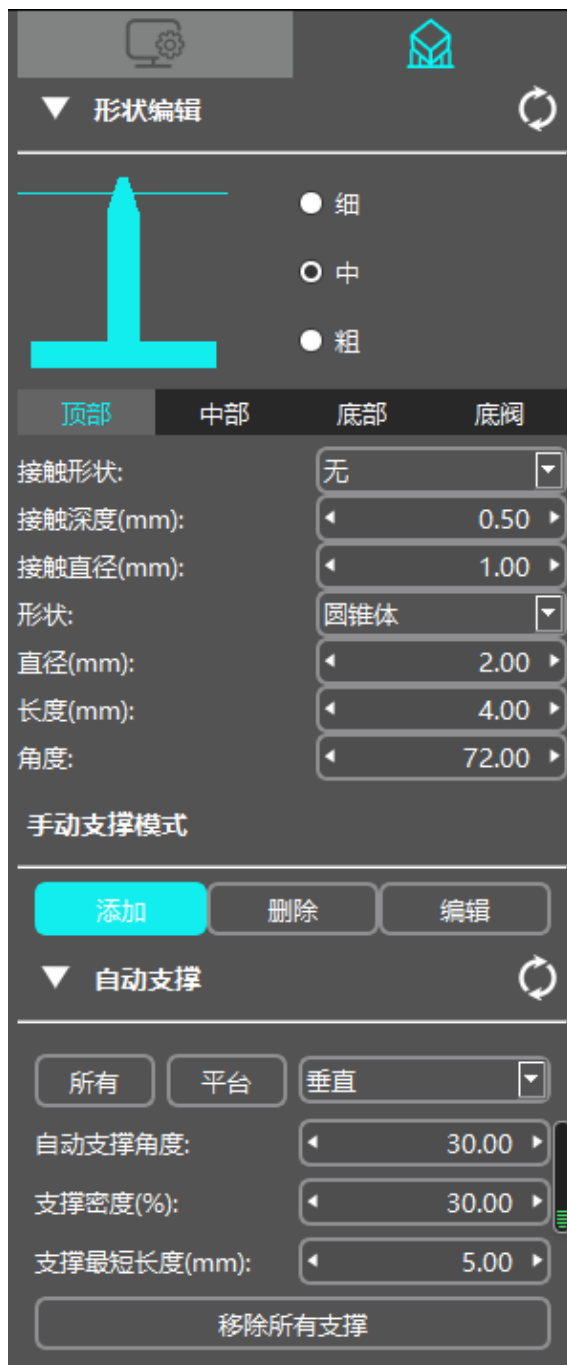 形状编辑
细
中
粗
顶部 中部 底部 底阀
接触形状: 无
接触深度(mm): 0.50
接触直径(mm): 1.00
形状: 圆锥体
直径(mm): 2.00
长度(mm): 4.00
角度: 72.00
手动支撑模式
添加 删除 编辑
自动支撑
所有 平台 垂直
自动支撑角度: 30.00
支撑密度(%): 30.00
支撑最短长度(mm): 5.00
移除所有支撑